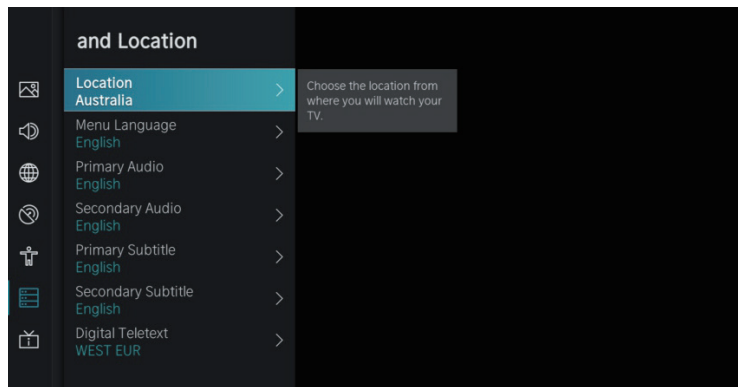 and Location
Location
Australia
Choose the location from
where you will watch your
TV.
Menu Language
English
Primary Audio
English
Secondary Audio
English
Primary Subtitle
English
Secondary Subtitle
English
Digital Teletext
WEST EUR